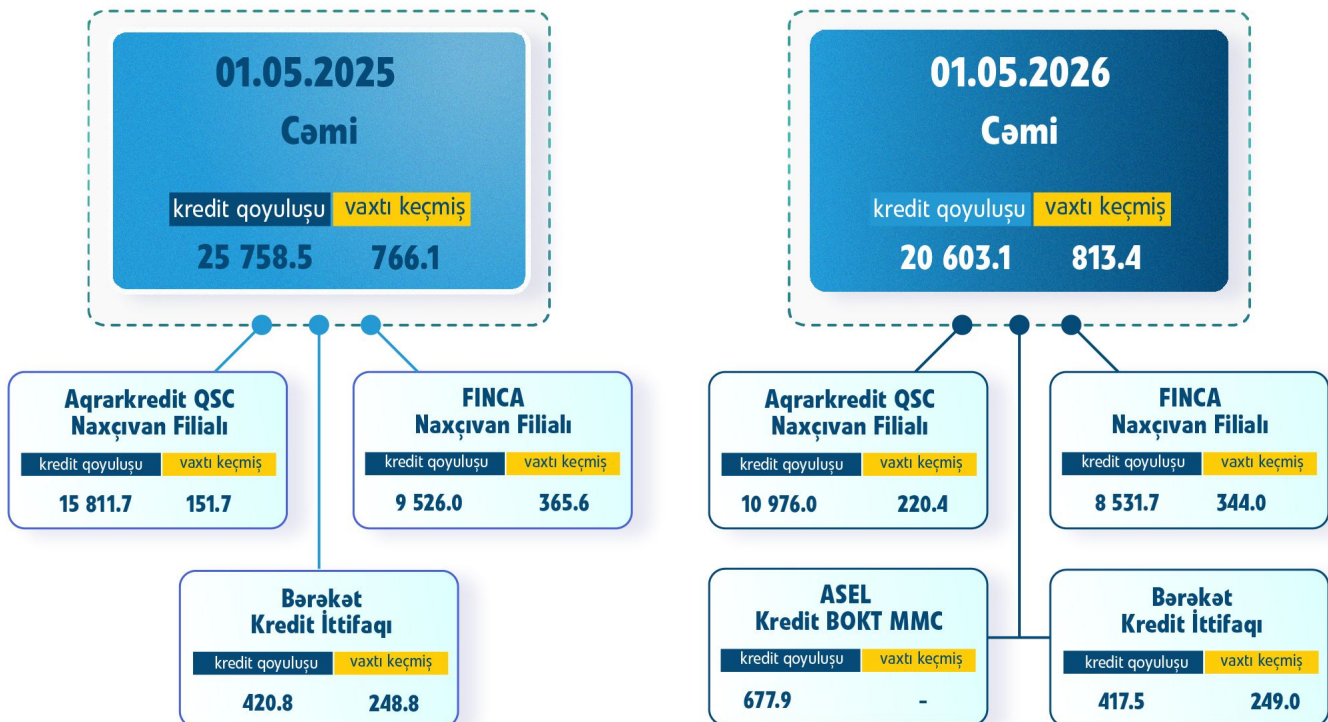 01.05.2025
Cəmi
kredit qoyuluşu vaxtı keçmiş
25 758.5 766.1
Aqrarkredit QSC
Naxçıvan Filialı
kredit qoyuluşu vaxtı keçmiş
15 811.7 151.7
FINCA
Naxçıvan Filialı
kredit qoyuluşu vaxtı keçmiş
9 526.0 365.6
Bərəkət
Kredit İttifaqı
kredit qoyuluşu vaxtı keçmiş
420.8 248.8
01.05.2026
Cəmi
kredit qoyuluşu vaxtı keçmiş
20 603.1 813.4
Aqrarkredit QSC
Naxçıvan Filialı
kredit qoyuluşu vaxtı keçmiş
10 976.0 220.4
FINCA
Naxçıvan Filialı
kredit qoyuluşu vaxtı keçmiş
8 531.7 344.0
ASEL
Kredit BOKT MMC
kredit qoyuluşu vaxtı keçmiş
677.9 -
Bərəkət
Kredit İttifaqı
kredit qoyuluşu vaxtı keçmiş
417.5 249.0